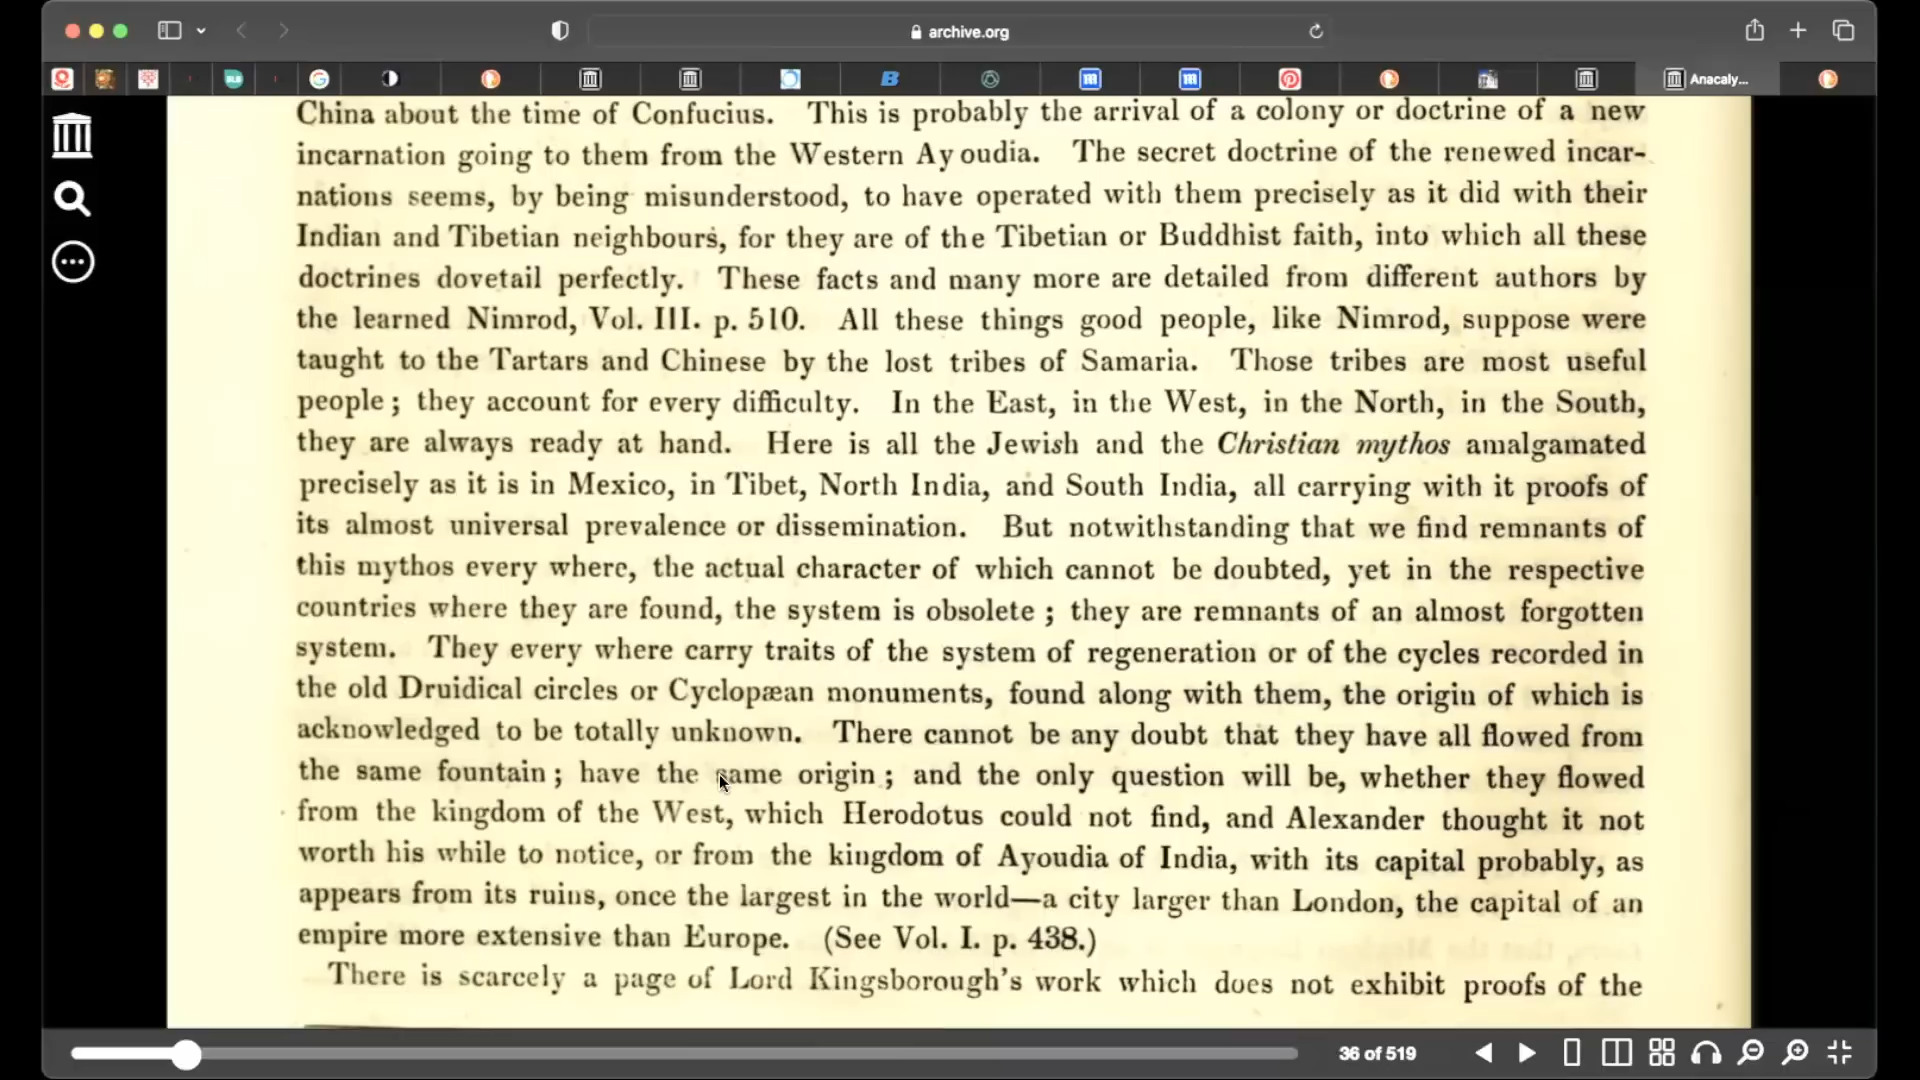 archive.org
BLB
Anacaly...
China about the time of Confucius. This is probably the arrival of a colony or doctrine of a new
incarnation going to them from the Western Ayoudia. The secret doctrine of the renewed incar-
nations seems, by being misunderstood, to have operated with them precisely as it did with their
Indian and Tibetian neighbours, for they are of the Tibetian or Buddhist faith, into which all these
doctrines dovetail perfectly. These facts and many more are detailed from different authors by
the learned Nimrod, Vol. III. p. 510. All these things good people, like Nimrod, suppose were
taught to the Tartars and Chinese by the lost tribes of Samaria. Those tribes are most useful
people; they account for every difficulty. In the East, in the West, in the North, in the South,
they are always ready at hand. Here is all the Jewish and the Christian mythos amalgamated
precisely as it is in Mexico, in Tibet, North India, and South India, all carrying with it proofs of
its almost universal prevalence or dissemination. But notwithstanding that we find remnants of
this mythos every where, the actual character of which cannot be doubted, yet in the respective
countries where they are found, the system is obsolete; they are remnants of an almost forgotten
system. They every where carry traits of the system of regeneration or of the cycles recorded in
the old Druidical circles or Cyclopæan monuments, found along with them, the origin of which is
acknowledged to be totally unknown. There cannot be any doubt that they have all flowed from
the same fountain; have the same origin; and the only question will be, whether they flowed
from the kingdom of the West, which Herodotus could not find, and Alexander thought it not
worth his while to notice, or from the kingdom of Ayoudia of India, with its capital probably, as
appears from its ruins, once the largest in the world—a city larger than London, the capital of an
empire more extensive than Europe. (See Vol. I. p. 438.)
There is scarcely a page of Lord Kingsborough's work which does not exhibit proofs of the
36 of 519